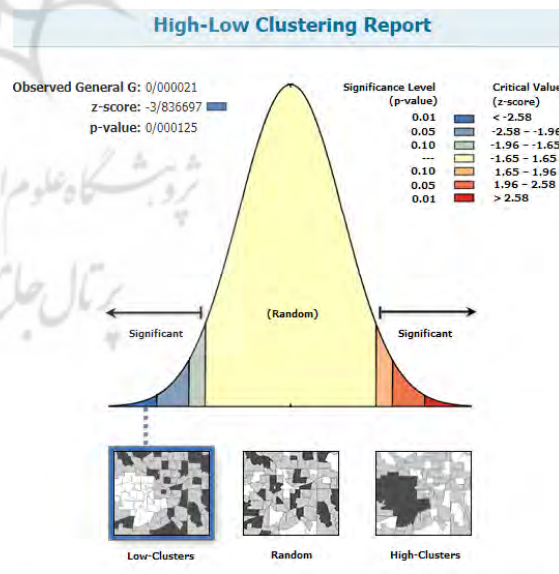 High-Low Clustering Report
Observed General G: 0/000021
z-score: -3/836697
p-value: 0/000125
Significance Level
(p-value)
Critical Value
(z-score)
0.01 < -2.58
0.05 -2.58 – -1.96
0.10 -1.96 – -1.65
--- -1.65 – 1.65
0.10 1.65 – 1.96
0.05 1.96 – 2.58
0.01 > 2.58
(Random)
Significant
Significant
Low-Clusters
Random
High-Clusters